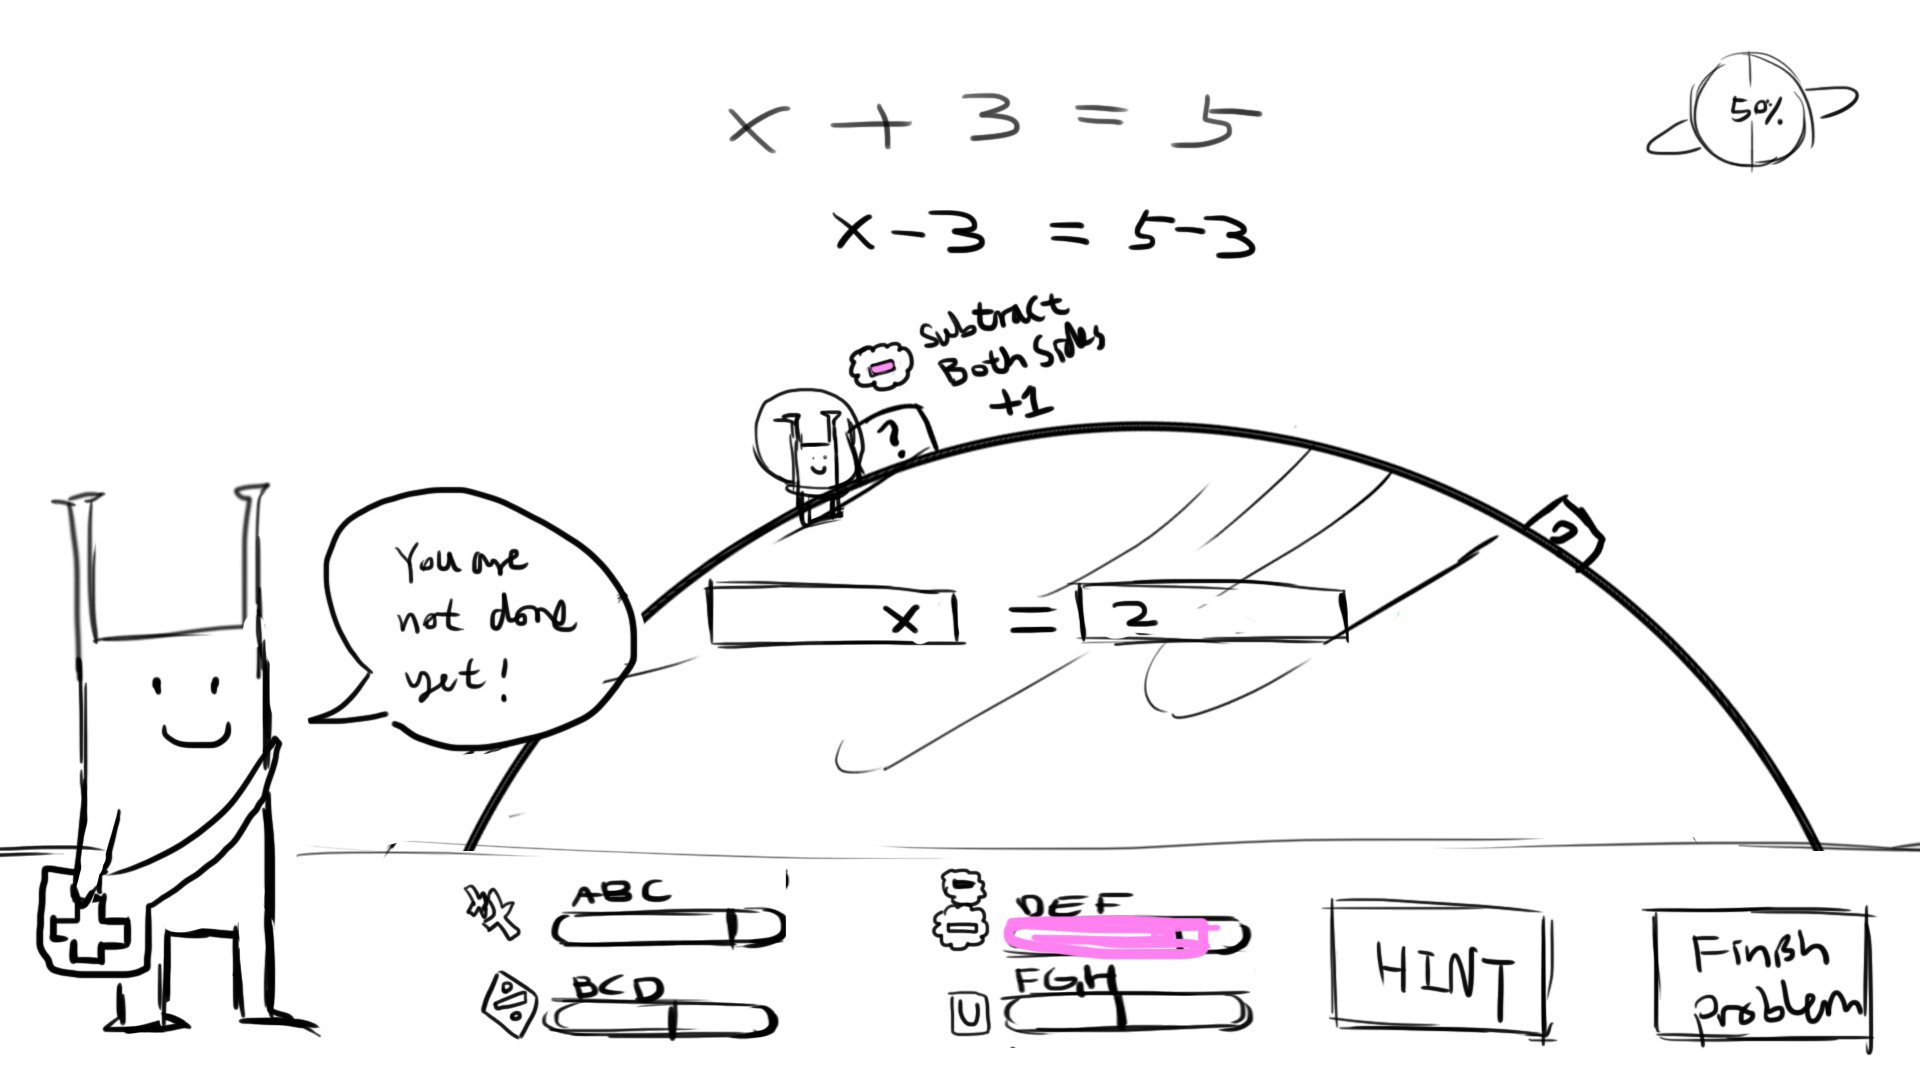 x + 3 = 5
50%
x - 3 = 5 - 3
Subtract
Both Sides
+1
?
?
You are
not done
yet!
x = 2
ABC
DEF
BCD
FGH
U
HINT
Finish
problem